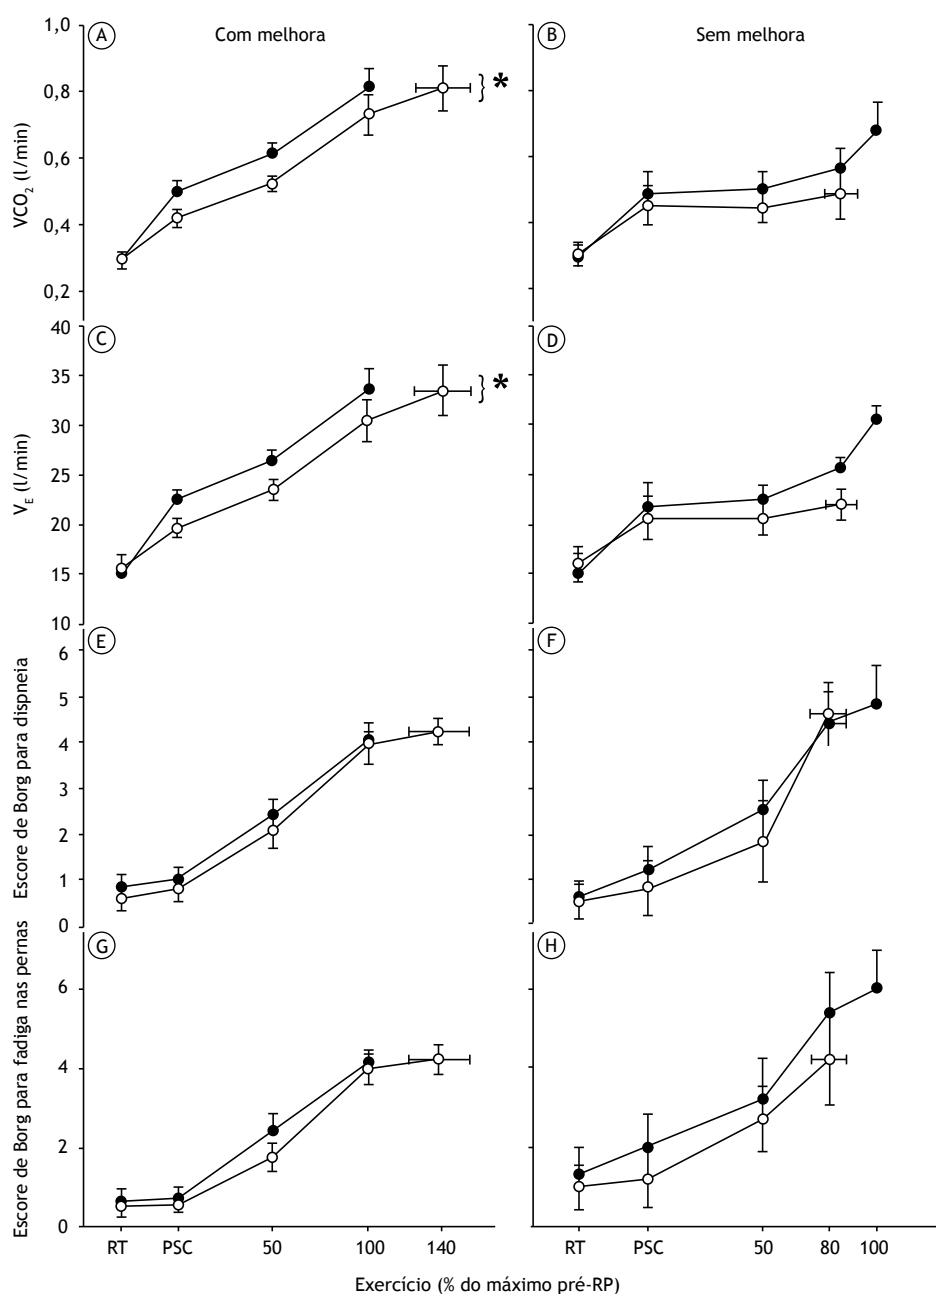 A
Com melhora
B
Sem melhora
VCO2 (l/min)
1,0
0,8
0,6
0,4
0,2
*
C
D
VE (l/min)
40
35
30
25
20
15
10
*
E
F
Escore de Borg para dispneia
6
5
4
3
2
1
0
G
H
Escore de Borg para fadiga nas pernas
6
4
2
0
RT PSC 50 100 140
RT PSC 50 80 100
Exercício (% do máximo pré-RP)